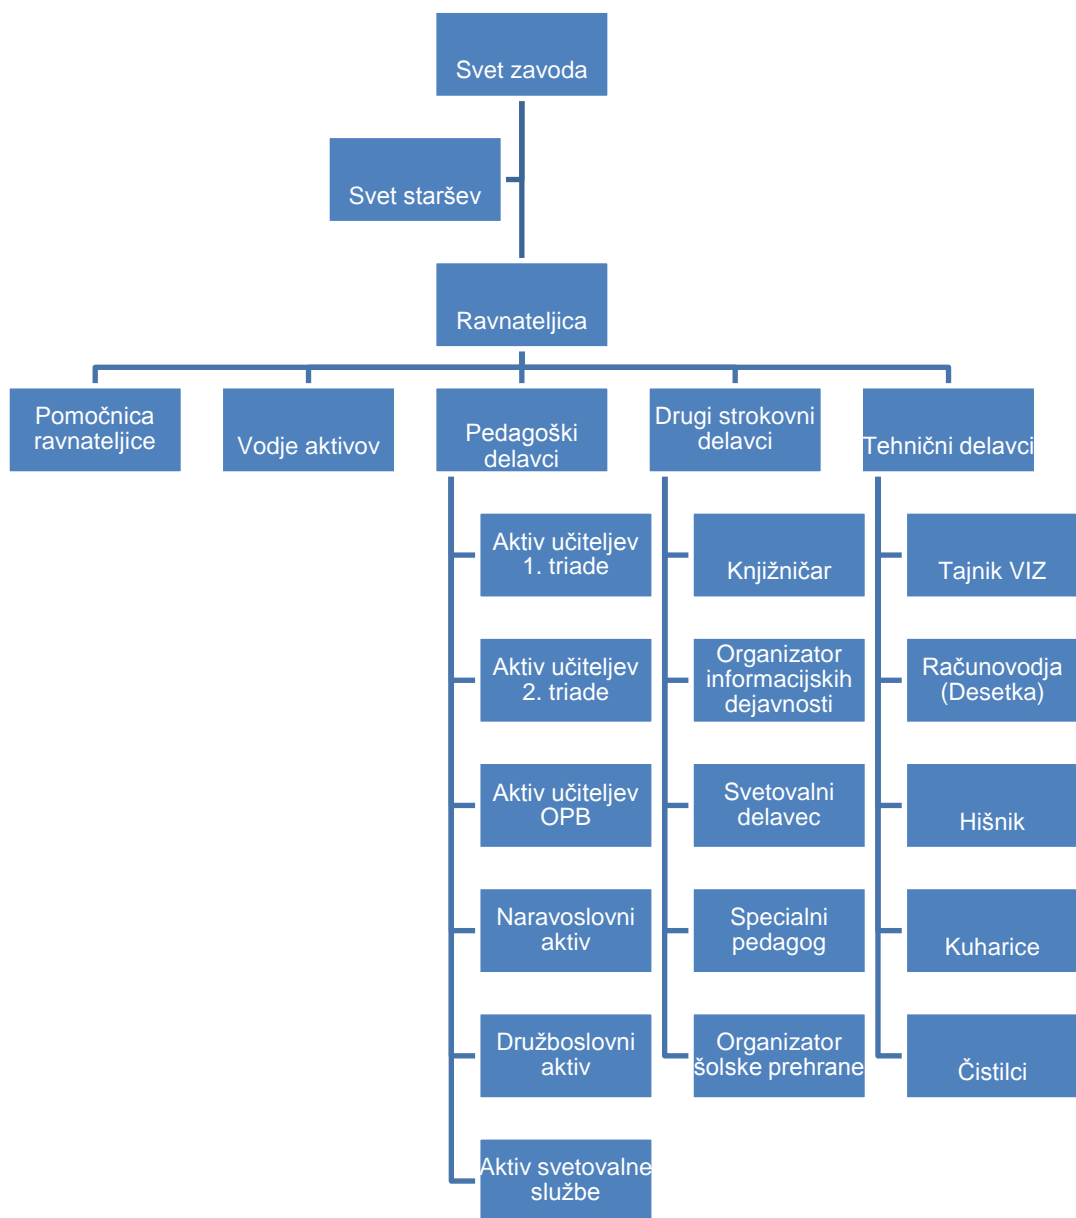 Svet zavoda
Svet staršev
Ravnateljica
Pomočnica
ravnateljice
Vodje aktivov
Pedagoški
delavci
Drugi strokovni
delavci
Tehnični delavci
Aktiv učiteljev
1. triade
Aktiv učiteljev
2. triade
Aktiv učiteljev
OPB
Naravoslovni
aktiv
Družboslovni
aktiv
Aktiv svetovalne
službe
Knjižničar
Organizator
informacijskih
dejavnosti
Svetovalni
delavec
Specialni
pedagog
Organizator
šolske prehrane
Tajnik VIZ
Računovodja
(Desetka)
Hišnik
Kuharice
Čistilci